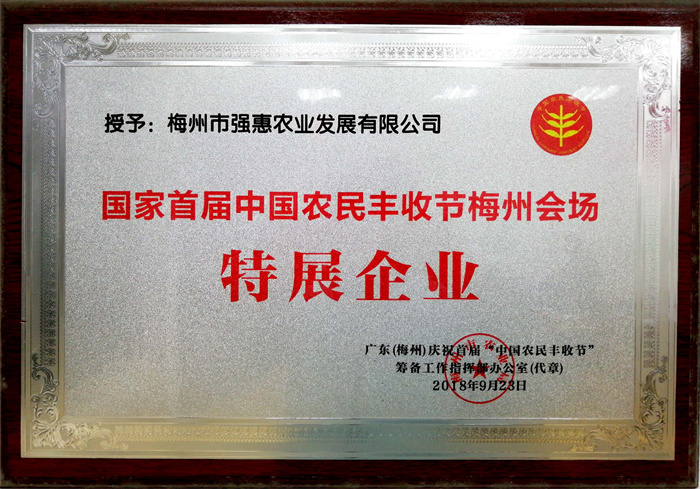 授予：梅州市强惠农业发展有限公司
国家首届中国农民丰收节梅州会场
特展企业
广东(梅州)庆祝首届“中国农民丰收节”
筹备工作指挥部办公室(代章)
2018年9月23日